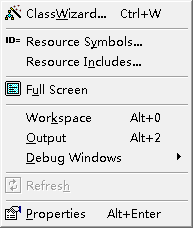 ClassWizard... Ctrl+W
ID= Resource Symbols...
Resource Includes...
Full Screen
Workspace Alt+0
Output Alt+2
Debug Windows
Refresh
Properties Alt+Enter